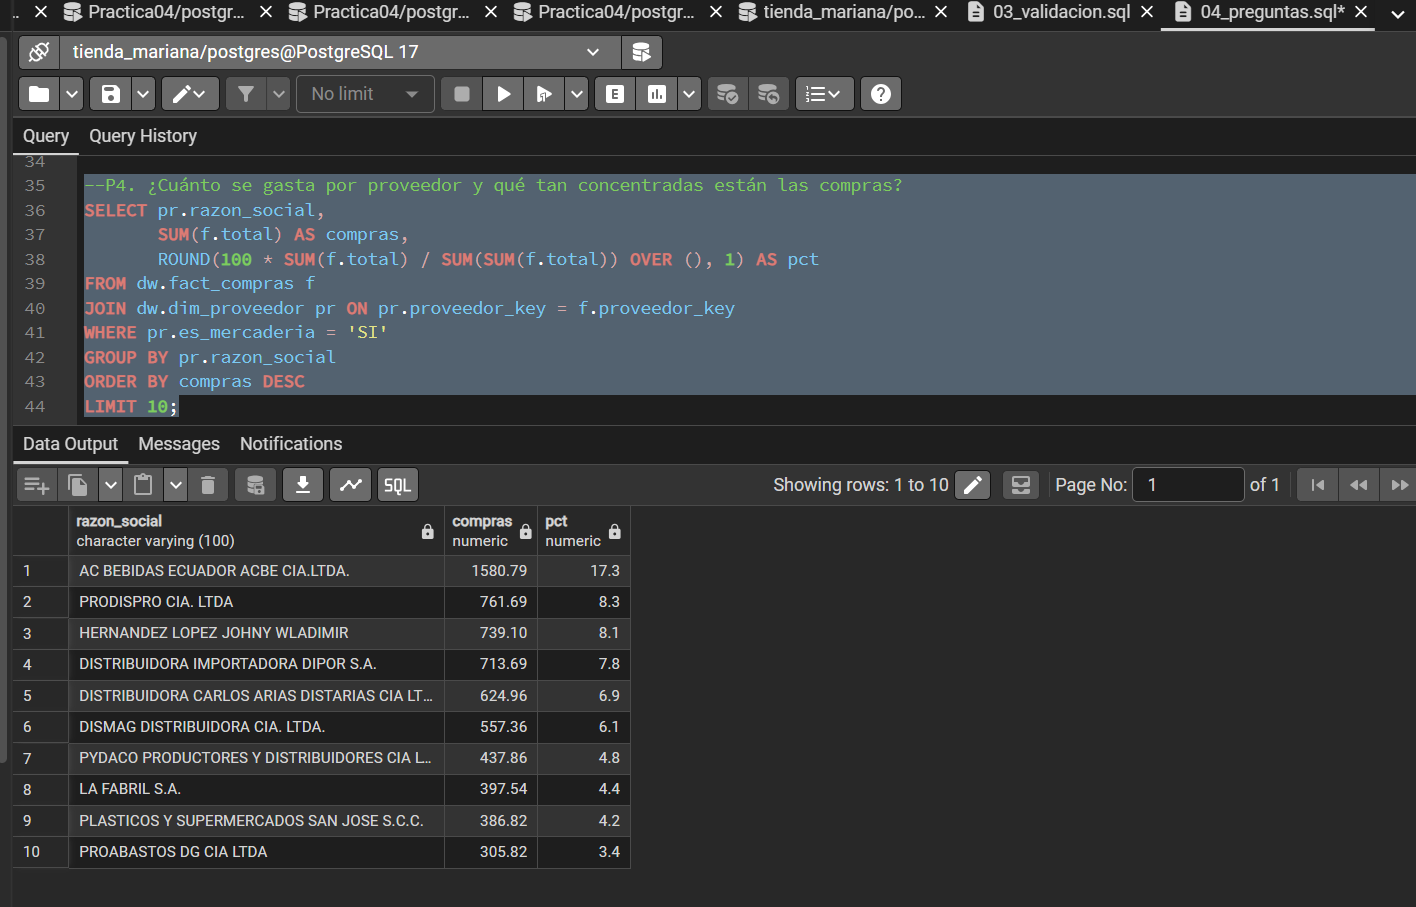 Practica04/postgr...
Practica04/postgr...
Practica04/postgr...
tienda_mariana/po...
03_validacion.sql
04_preguntas.sql*
tienda_mariana/postgres@PostgreSQL 17
No limit
E
Query
Query History
34
35 --P4. ¿Cuánto se gasta por proveedor y qué tan concentradas están las compras?
36 SELECT pr.razon_social,
37 SUM(f.total) AS compras,
38 ROUND(100 * SUM(f.total) / SUM(SUM(f.total)) OVER (), 1) AS pct
39 FROM dw.fact_compras f
40 JOIN dw.dim_proveedor pr ON pr.proveedor_key = f.proveedor_key
41 WHERE pr.es_mercaderia = 'SI'
42 GROUP BY pr.razon_social
43 ORDER BY compras DESC
44 LIMIT 10;
Data Output Messages Notifications
SQL Showing rows: 1 to 10 Page No: 1 of 1
razon_social compras pct
character varying (100) numeric numeric
1 AC BEBIDAS ECUADOR ACBE CIA.LTDA. 1580.79 17.3
2 PRODISPRO CIA. LTDA 761.69 8.3
3 HERNANDEZ LOPEZ JOHNY WLADIMIR 739.10 8.1
4 DISTRIBUIDORA IMPORTADORA DIPOR S.A. 713.69 7.8
5 DISTRIBUIDORA CARLOS ARIAS DISTARIAS CIA LT... 624.96 6.9
6 DISMAG DISTRIBUIDORA CIA. LTDA. 557.36 6.1
7 PYDACO PRODUCTORES Y DISTRIBUIDORES CIA L... 437.86 4.8
8 LA FABRIL S.A. 397.54 4.4
9 PLASTICOS Y SUPERMERCADOS SAN JOSE S.C.C. 386.82 4.2
10 PROABASTOS DG CIA LTDA 305.82 3.4